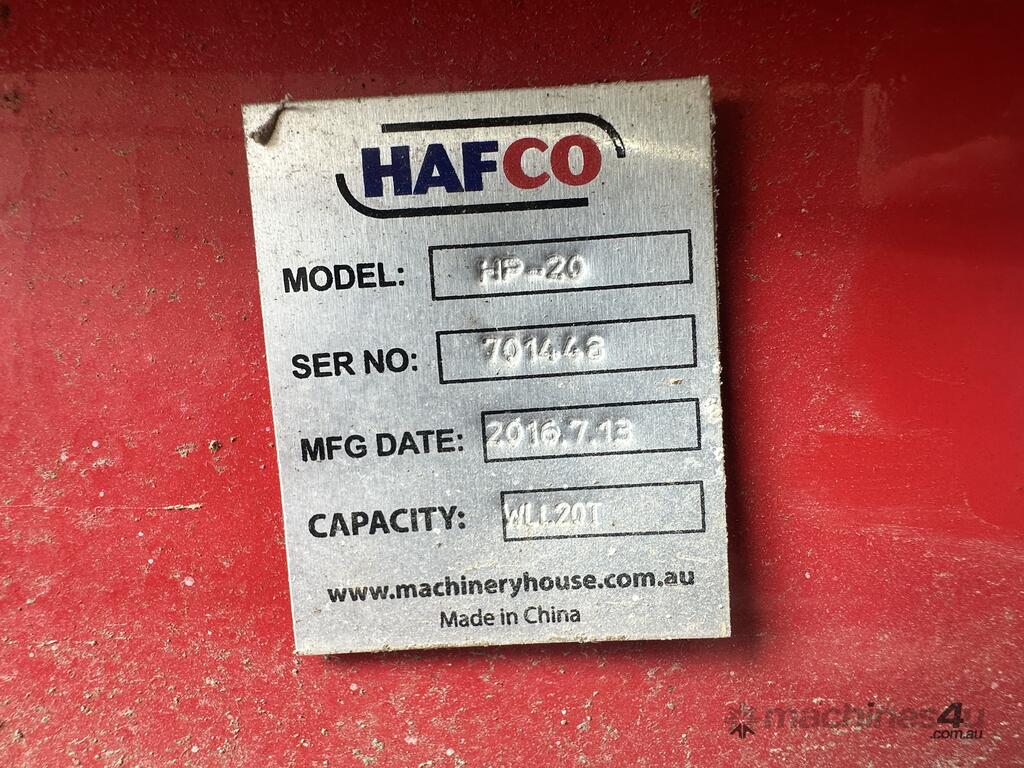 HAFCO
MODEL: HP-20
SER NO: 701448
MFG DATE: 2016.7.13
CAPACITY: WLL20T
www.machineryhouse.com.au
Made in China
machines4u
.com.au